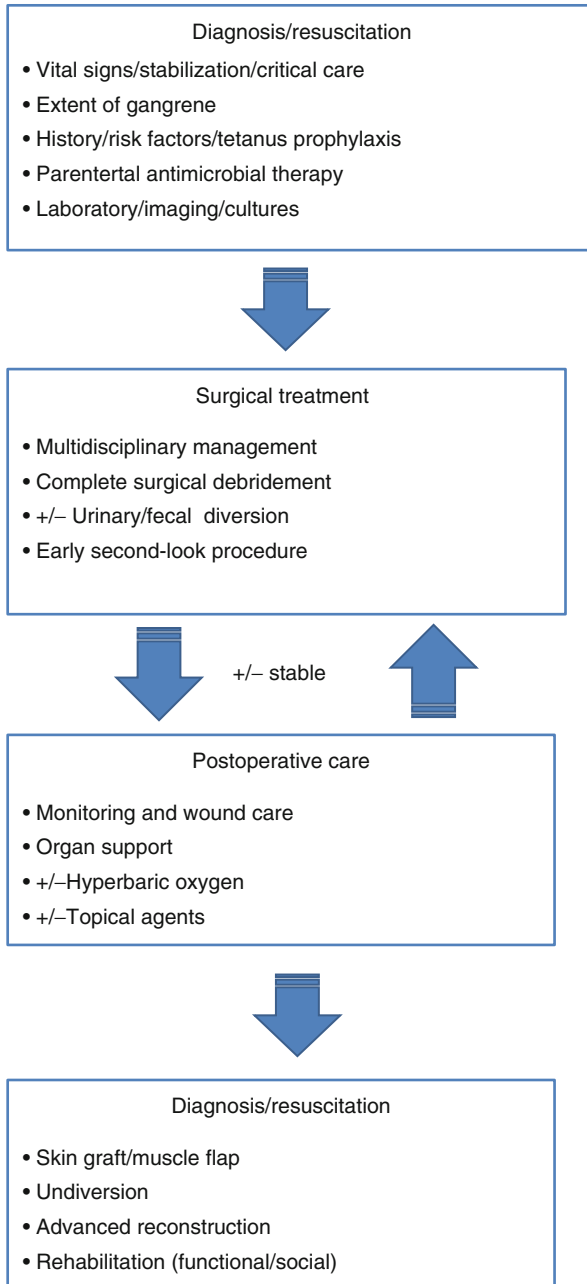 Diagnosis/resuscitation
• Vital signs/stabilization/critical care
• Extent of gangrene
• History/risk factors/tetanus prophylaxis
• Parentertal antimicrobial therapy
• Laboratory/imaging/cultures
Surgical treatment
• Multidisciplinary management
• Complete surgical debridement
• +/– Urinary/fecal diversion
• Early second-look procedure
+/– stable
Postoperative care
• Monitoring and wound care
• Organ support
• +/–Hyperbaric oxygen
• +/–Topical agents
Diagnosis/resuscitation
• Skin graft/muscle flap
• Undiversion
• Advanced reconstruction
• Rehabilitation (functional/social)